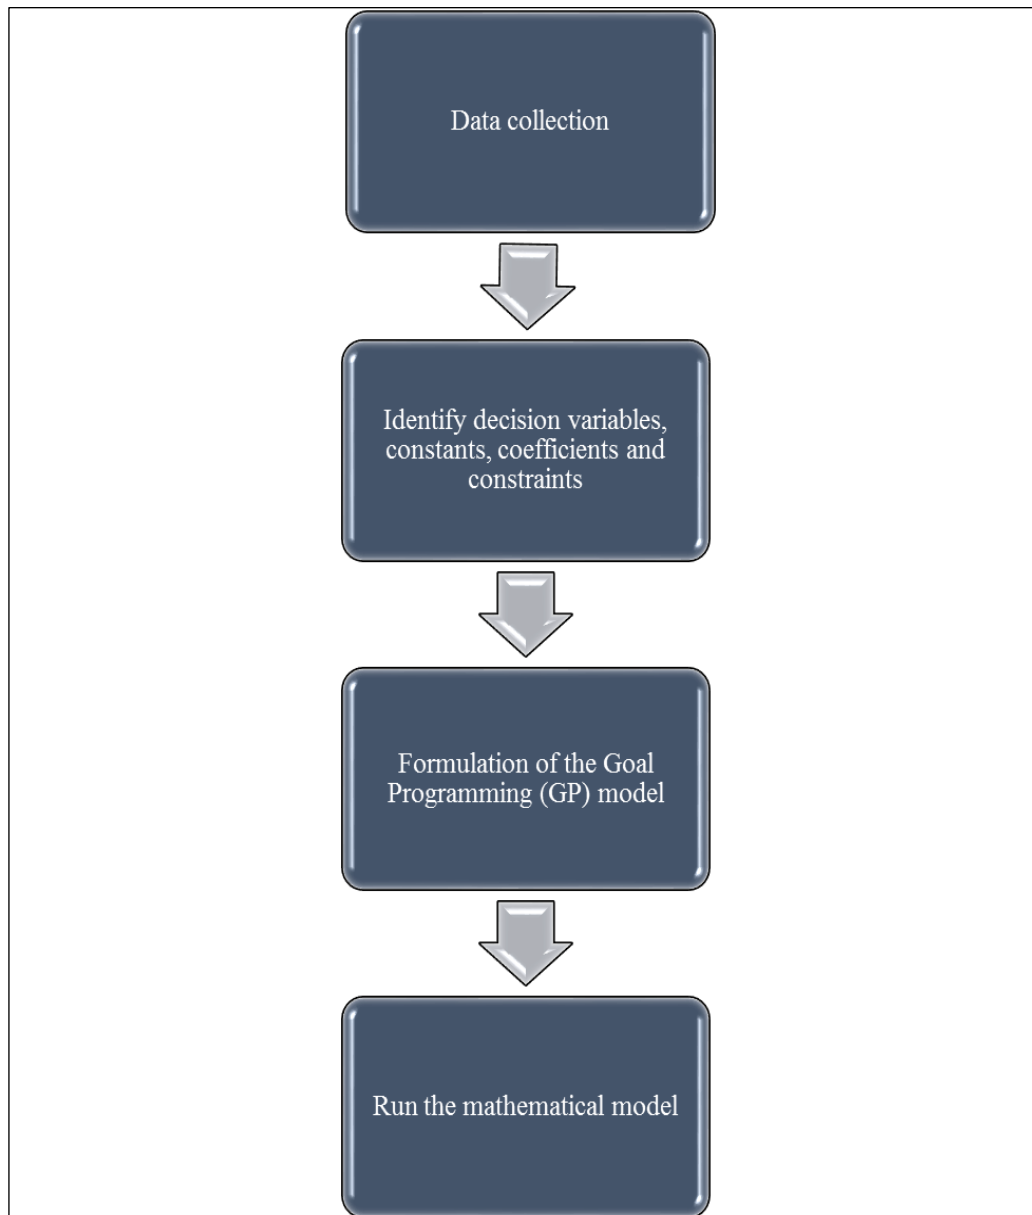 Data collection
Identify decision variables,
constants, coefficients and
constraints
Formulation of the Goal
Programming (GP) model
Run the mathematical model